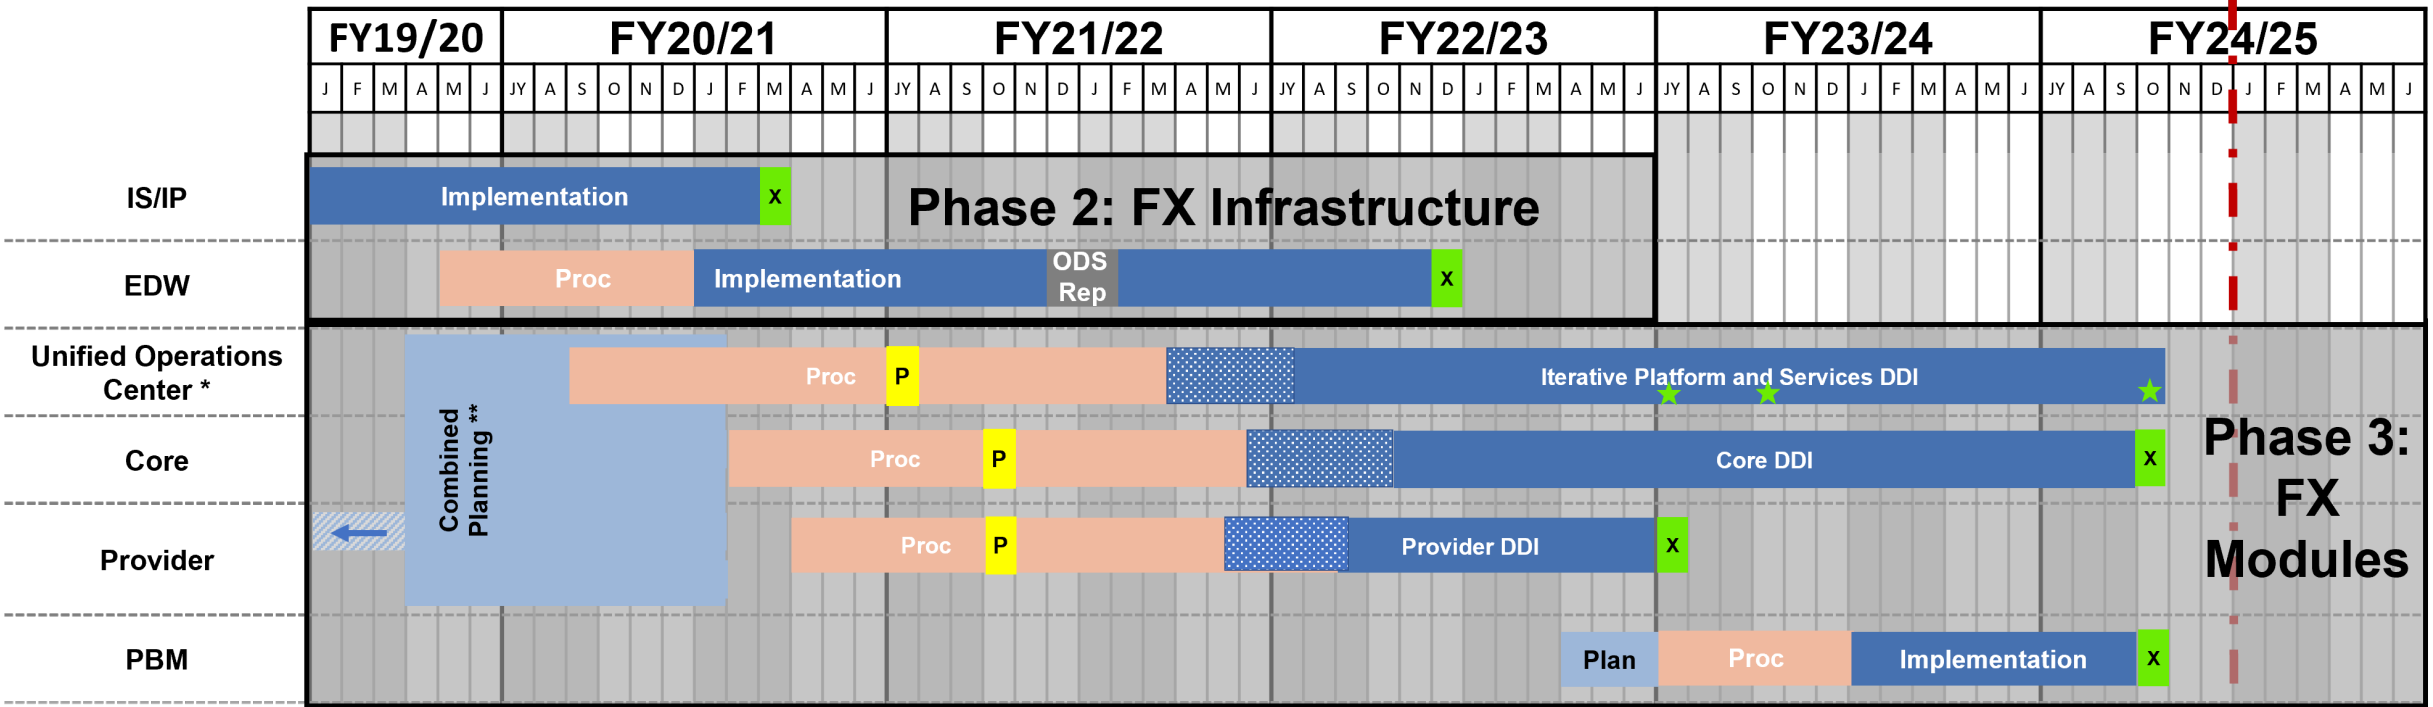 FY19/20 FY20/21 FY21/22 FY22/23 FY23/24 FY24/25
J F M A M J JY A S O N D J F M A M J JY A S O N D J F M A M J JY A S O N D J F M A M J JY A S O N D J F M A M J JY A S O N D J F M A M J
IS/IP Implementation X Phase 2: FX Infrastructure
EDW Proc Implementation ODS
Rep X
Unified Operations
Center * Proc P Iterative Platform and Services DDI
Combined
Planning **
Core Proc P Core DDI X
Provider Proc P Provider DDI X
Phase 3:
FX
Modules
PBM Plan Proc Implementation X